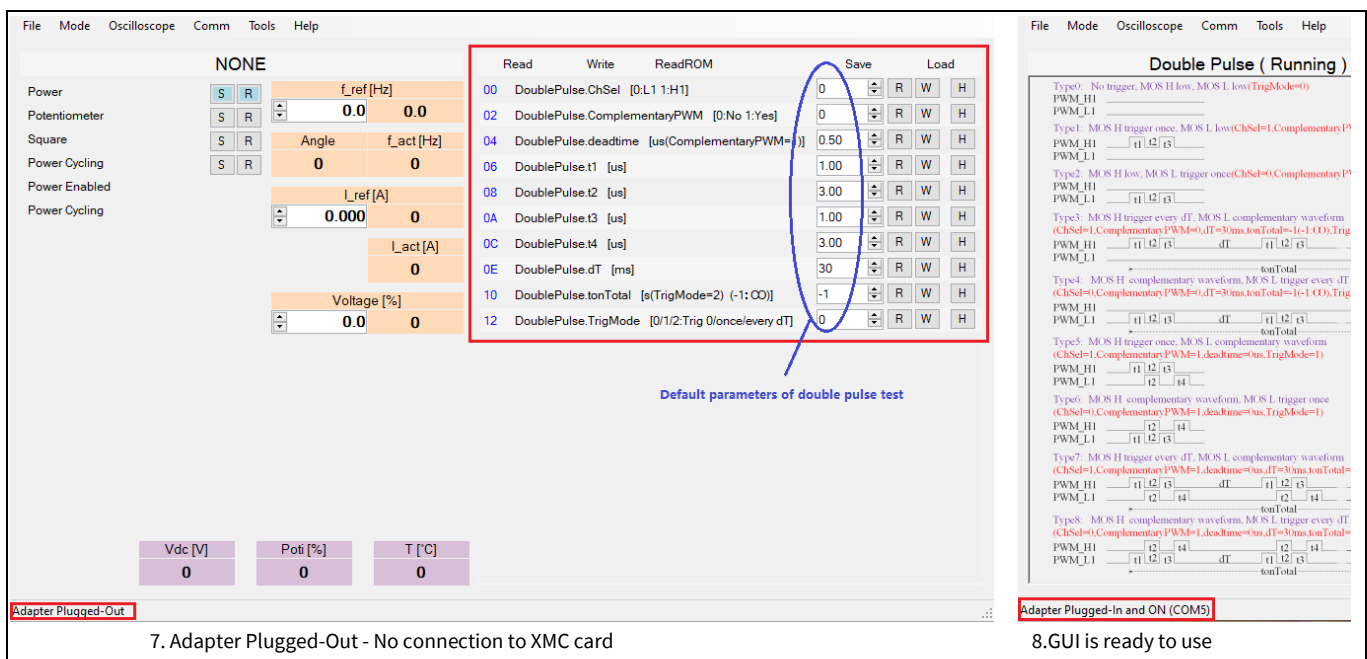 File Mode Oscilloscope Comm Tools Help
NONE
Power S R
Potentiometer S R
Square S R
Power Cycling S R
Power Enabled
Power Cycling
f_ref [Hz]
0.0 0.0
Angle f_act [Hz]
0 0
I_ref [A]
0.000 0
I_act [A]
0
Voltage [%]
0.0 0
Vdc [V] Poti [%] T [°C]
0 0 0
Adapter Plugged-Out
Read Write ReadROM Save Load
00 DoublePulse.ChSel [0:L1 1:H1] 0 R W H
02 DoublePulse.ComplementaryPWM [0:No 1:Yes] 0 R W H
04 DoublePulse.deadtime [us(ComplementaryPWM=1)] 0.50 R W H
06 DoublePulse.t1 [us] 1.00 R W H
08 DoublePulse.t2 [us] 3.00 R W H
0A DoublePulse.t3 [us] 1.00 R W H
0C DoublePulse.t4 [us] 3.00 R W H
0E DoublePulse.dT [ms] 30 R W H
10 DoublePulse.tonTotal [s(TrigMode=2) (-1:∞)] -1 R W H
12 DoublePulse.TrigMode [0/1/2:Trig 0/once/every dT] 0 R W H
Default parameters of double pulse test
7. Adapter Plugged-Out - No connection to XMC card
File Mode Oscilloscope Comm Tools Help
Double Pulse ( Running )
Type0: No trigger, MOS H low, MOS L low(TrigMode=0)
PWM_H1
PWM_L1
Type1: MOS H trigger once, MOS L low(ChSel=1,ComplementaryP
PWM_H1 t1 t2 t3
PWM_L1
Type2: MOS H low, MOS L trigger once(ChSel=0,ComplementaryP
PWM_H1
PWM_L1 t1 t2 t3
Type3: MOS H trigger every dT, MOS L complementary waveform
(ChSel=1,ComplementaryPWM=0,dT=30ms,tonTotal=-1(-1:∞),Trig
PWM_H1 t1 t2 t3 dT t1 t2 t3
PWM_L1
tonTotal
Type4: MOS H complementary waveform, MOS L trigger every dT
(ChSel=0,ComplementaryPWM=0,dT=30ms,tonTotal=-1(-1:∞),Trig
PWM_H1
PWM_L1 t1 t2 t3 dT t1 t2 t3
tonTotal
Type5: MOS H trigger once, MOS L complementary waveform
(ChSel=1,ComplementaryPWM=1,deadtime=0us,TrigMode=1)
PWM_H1 t1 t2 t3
PWM_L1 t2 t4
Type6: MOS H complementary waveform, MOS L trigger once
(ChSel=0,ComplementaryPWM=1,deadtime=0us,TrigMode=1)
PWM_H1 t2 t4
PWM_L1 t1 t2 t3
Type7: MOS H trigger every dT, MOS L complementary waveform
(ChSel=1,ComplementaryPWM=1,deadtime=0us,dT=30ms,tonTotal=
PWM_H1 t1 t2 t3 dT t1 t2 t3
PWM_L1 t2 t4 t2 t4
tonTotal
Type8: MOS H complementary waveform, MOS L trigger every dT
(ChSel=0,ComplementaryPWM=1,deadtime=0us,dT=30ms,tonTotal=
PWM_H1 t2 t4 t2 t4
PWM_L1 t1 t2 t3 dT t1 t2 t3
tonTotal
Adapter Plugged-In and ON (COM5)
8.GUI is ready to use